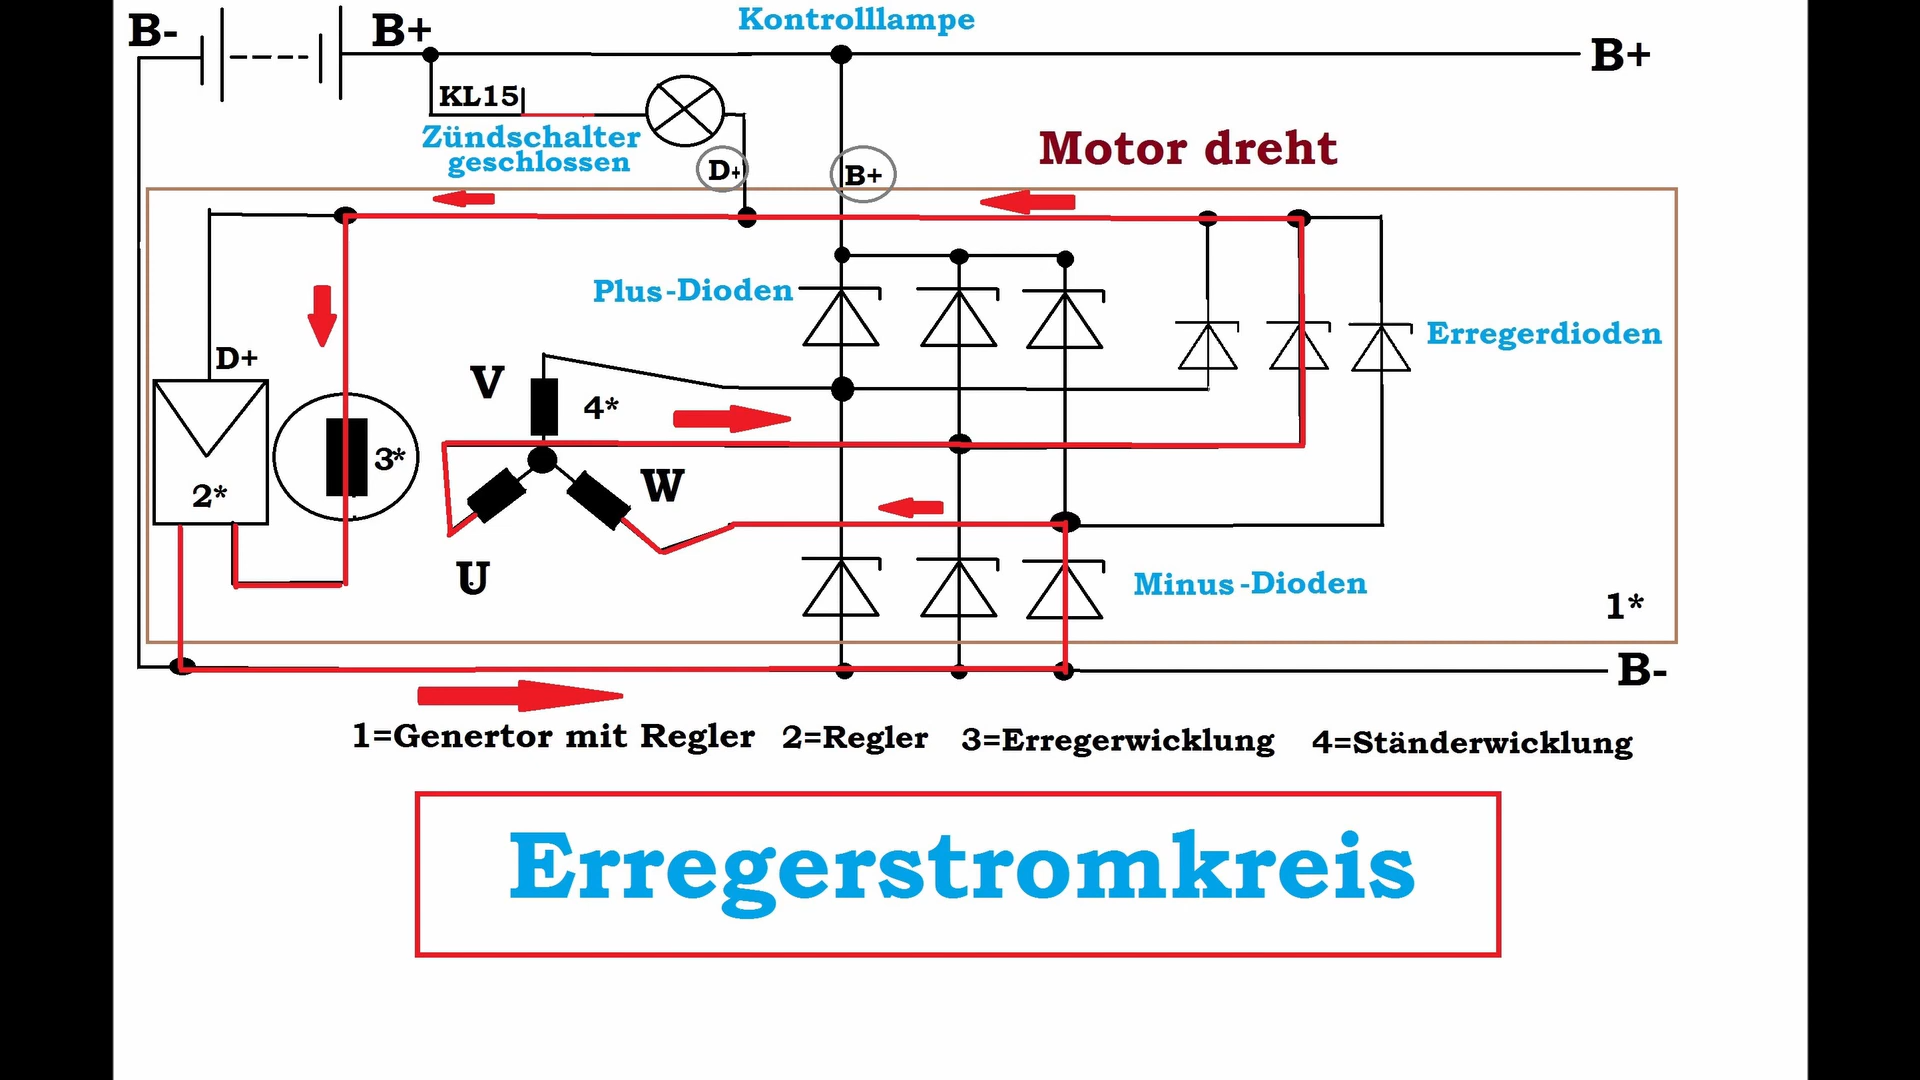 B-
B+
Kontrolllampe
B+
KL15
Zündschalter
geschlossen
D+
B+
Motor dreht
Plus-Dioden
Erregerdioden
D+
V
4*
3*
2*
W
U
Minus-Dioden
1*
B-
1=Genertor mit Regler 2=Regler 3=Erregerwicklung 4=Ständerwicklung
Erregerstromkreis